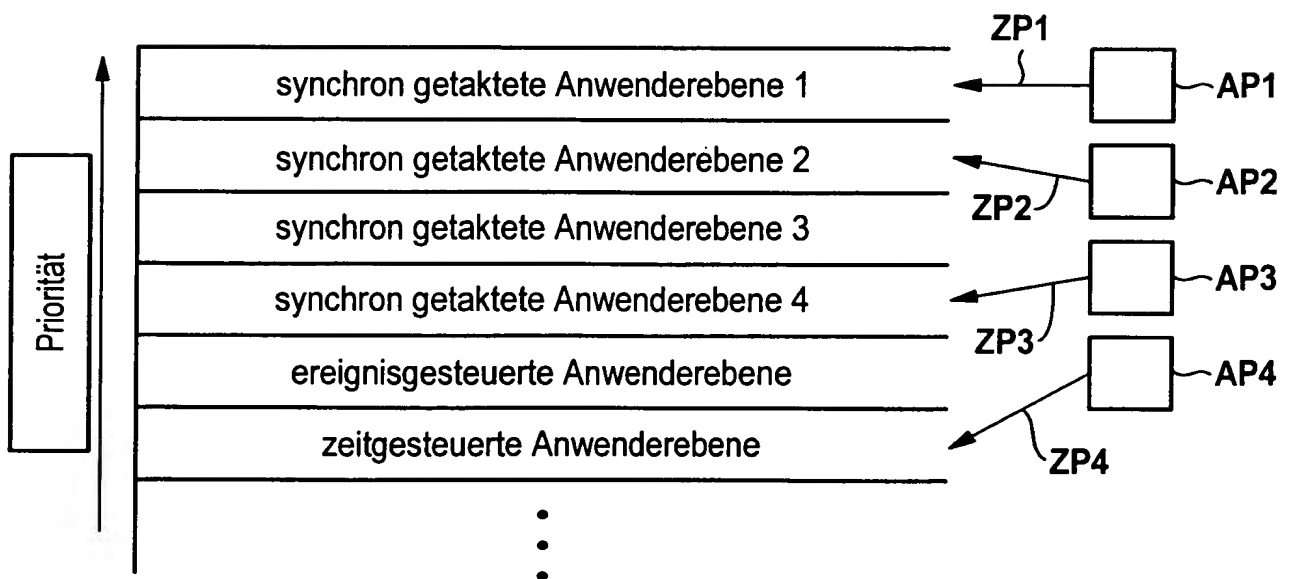 ZP1
synchron getaktete Anwenderebene 1
AP1
synchron getaktete Anwenderebene 2
AP2
ZP2
synchron getaktete Anwenderebene 3
AP3
synchron getaktete Anwenderebene 4
ZP3
Priorität
ereignisgesteuerte Anwenderebene
AP4
zeitgesteuerte Anwenderebene
ZP4